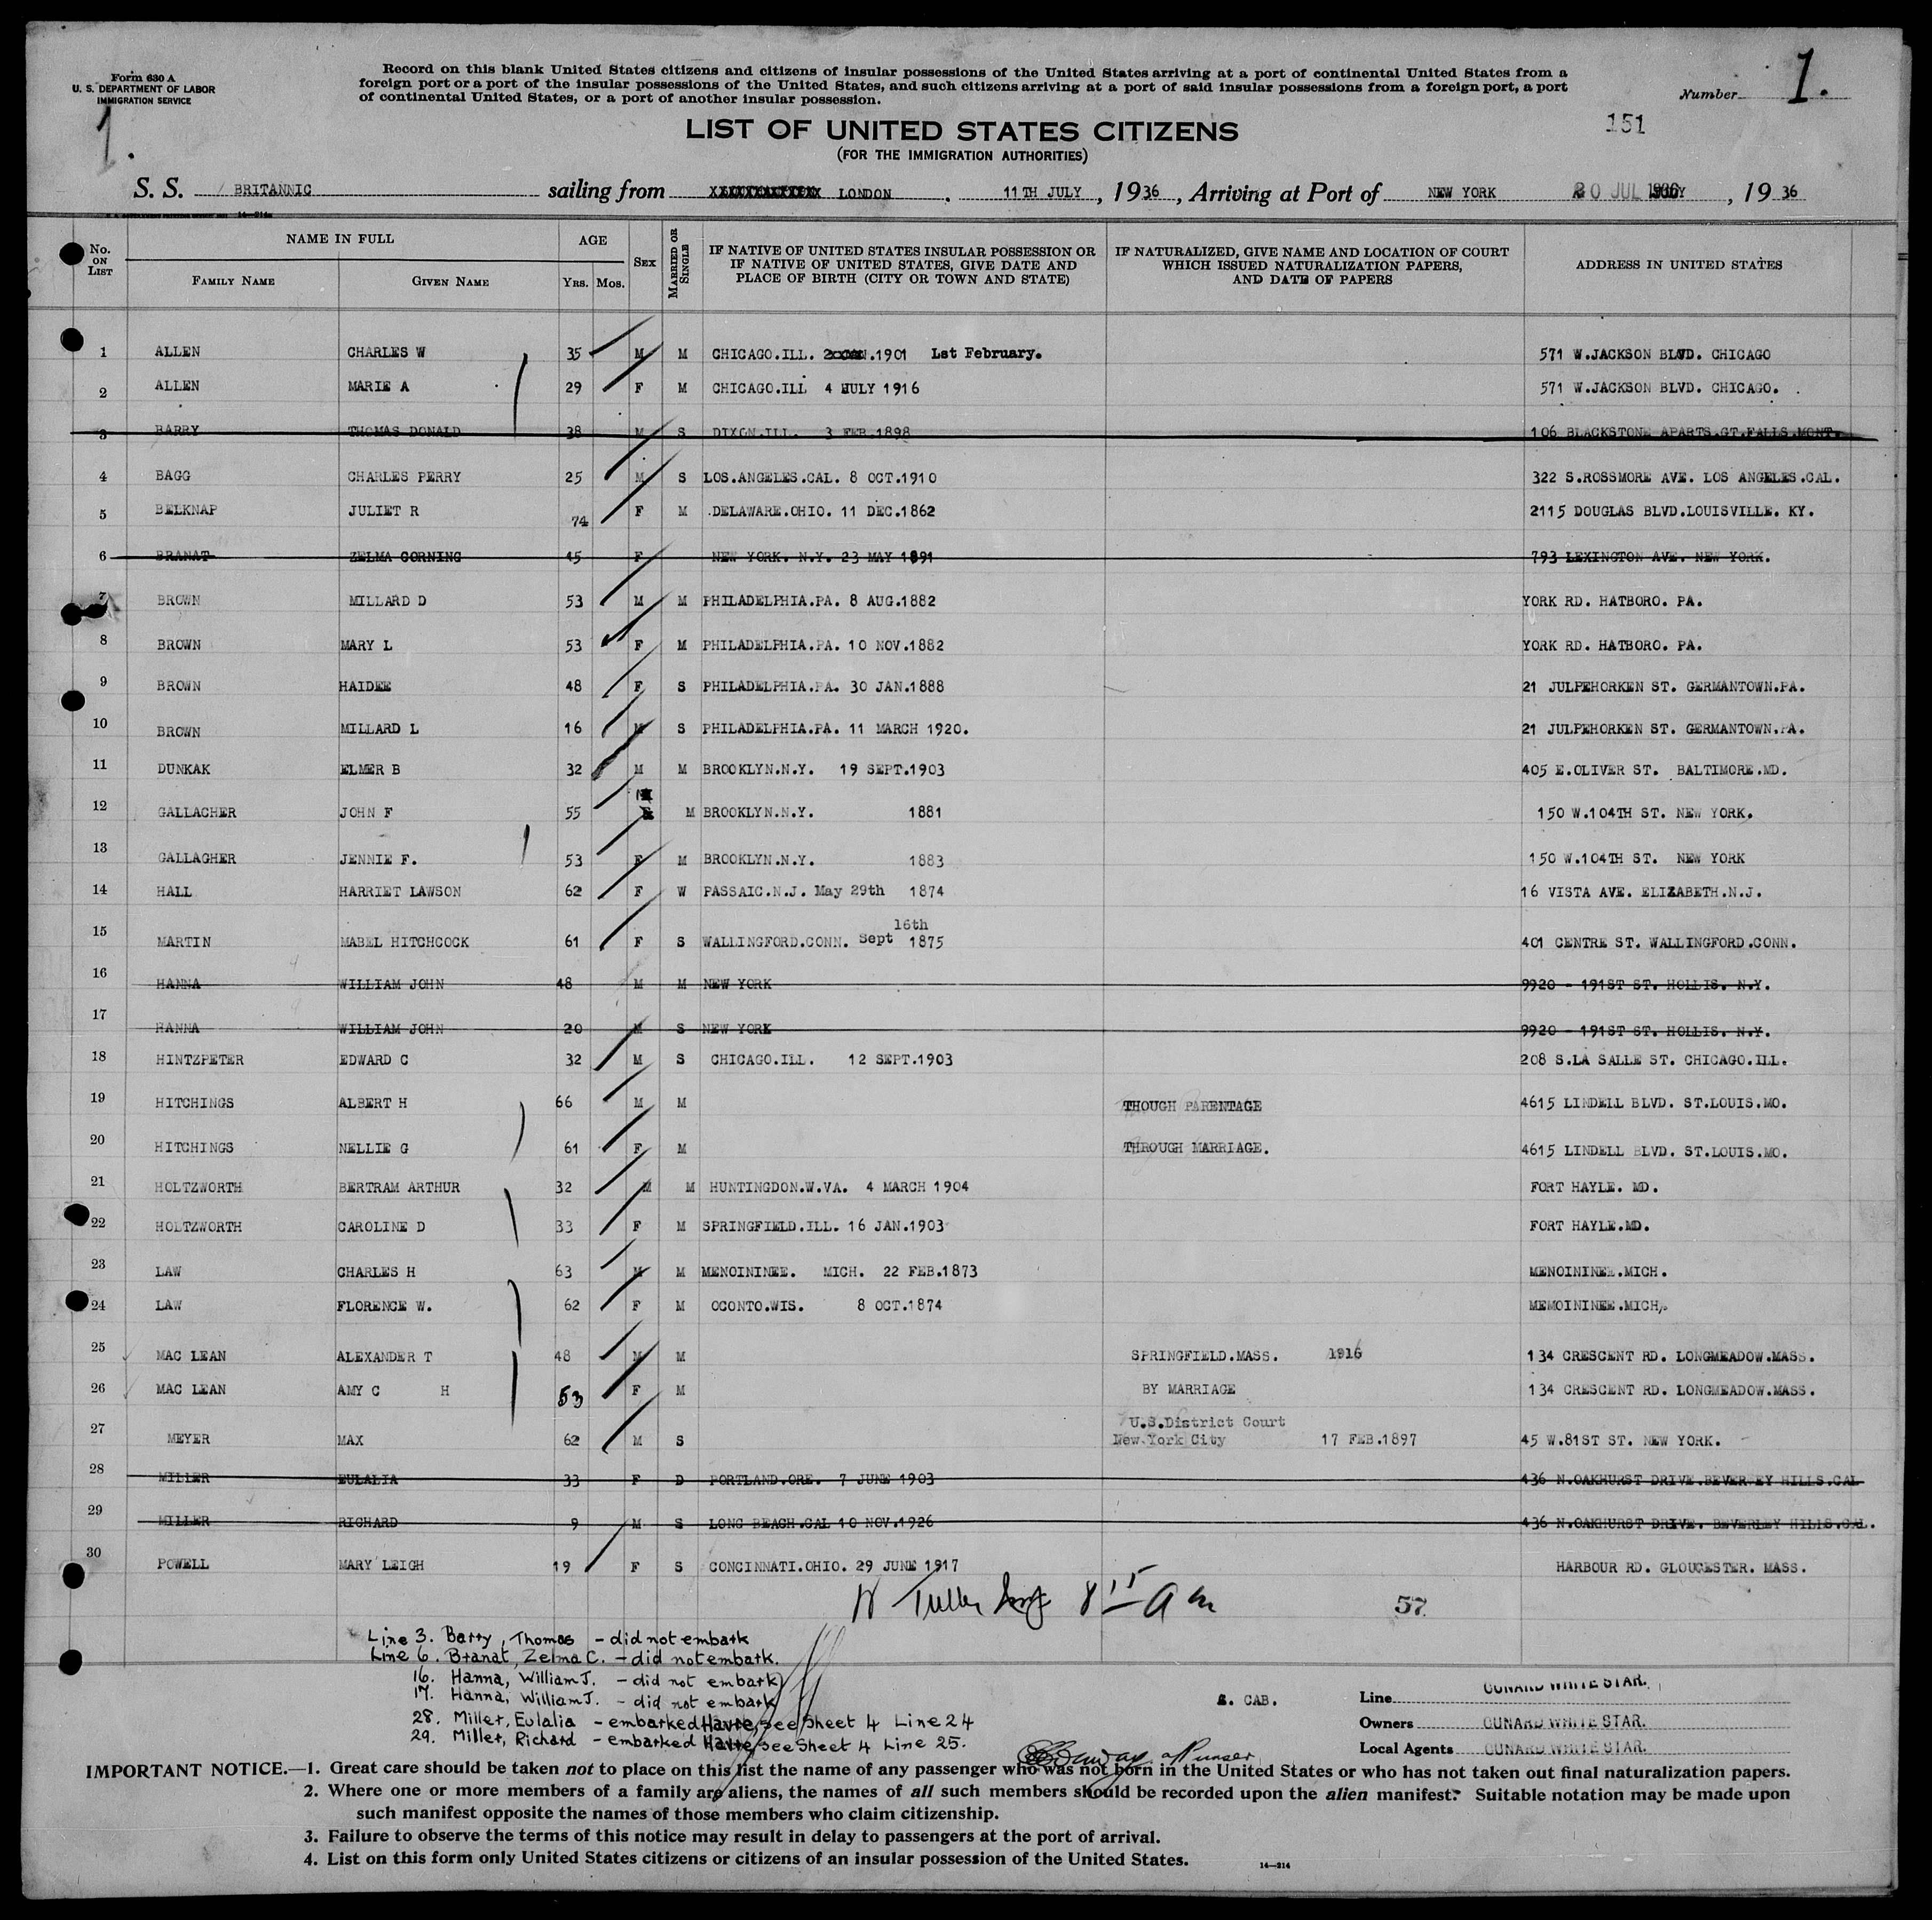 Form 630 A
U. S. DEPARTMENT OF LABOR
IMMIGRATION SERVICE
1.
Record on this blank United States citizens and citizens of insular possessions of the United States arriving at a port of continental United States from a
foreign port or a port of the insular possessions of the United States, and such citizens arriving at a port of said insular possessions from a foreign port, a port
of continental United States, or a port of another insular possession.
Number 1.
151
LIST OF UNITED STATES CITIZENS
(FOR THE IMMIGRATION AUTHORITIES)
S. S. BRITANNIC sailing from LONDON, 11TH JULY, 1936, Arriving at Port of NEW YORK 20 JUL 1936, 1936
14—214
No. ON LIST
NAME IN FULL
FAMILY NAME
GIVEN NAME
AGE
YRS. MOS.
SEX
MARRIED OR SINGLE
IF NATIVE OF UNITED STATES INSULAR POSSESSION OR
IF NATIVE OF UNITED STATES, GIVE DATE AND
PLACE OF BIRTH (CITY OR TOWN AND STATE)
IF NATURALIZED, GIVE NAME AND LOCATION OF COURT
WHICH ISSUED NATURALIZATION PAPERS,
AND DATE OF PAPERS
ADDRESS IN UNITED STATES
1 ALLEN CHARLES W 35 M M CHICAGO.ILL. .1901 1st February. 571 W.JACKSON BLVD. CHICAGO
2 ALLEN MARIE A 29 F M CHICAGO.ILL 4 HULY 1916 571 W.JACKSON BLVD. CHICAGO.
3 BARRY THOMAS DONALD 38 M S DIXON.ILL. 3 FEB.1898 106 BLACKSTONE APARTS.GT.FALLS.MONT.
4 BAGG CHARLES PERRY 25 M S LOS.ANGELES.CAL. 8 OCT.1910 322 S.ROSSMORE AVE. LOS ANGELES.CAL.
5 BELKNAP JULIET R 74 F M .DELAWARE.OHIO. 11 DEC.1862 2115 DOUGLAS BLVD.LOUISVILLE. KY.
6 BRANAT ZELMA CORNING 45 F NEW YORK. N.Y. 23 MAY 1891 793 LEXINGTON AVE. NEW YORK.
7 BROWN MILLARD D 53 M M PHILADELPHIA.PA. 8 AUG.1882 YORK RD. HATBORO. PA.
8 BROWN MARY L 53 F M PHILADELPHIA.PA. 10 NOV.1882 YORK RD. HATBORO. PA.
9 BROWN HAIDEE 48 F S PHILADELPHIA.PA. 30 JAN.1888 21 JULPEHORKEN ST. GERMANTOWN.PA.
10 BROWN MILLARD L 16 M S PHILADELPHIA.PA. 11 MARCH 1920. 21 JULPEHORKEN ST. GERMANTOWN.PA.
11 DUNKAK ELMER B 32 M M BROOKLYN.N.Y. 19 SEPT.1903 405 E.OLIVER ST. BALTIMORE.MD.
12 GALLACHER JOHN F 55 M M BROOKLYN.N.Y. 1881 150 W.104TH ST. NEW YORK.
13 GALLAGHER JENNIE F. 53 F M BROOKLYN.N.Y. 1883 150 W.104TH ST. NEW YORK
14 HALL HARRIET LAWSON 62 F W PASSAIC.N.J. May 29th 1874 16 VISTA AVE. ELIZABETH.N.J.
15 MARTIN MABEL HITCHCOCK 61 F S WALLINGFORD.CONN. Sept 16th 1875 401 CENTRE ST. WALLINGFORD.CONN.
16 HANNA WILLIAM JOHN 48 M M NEW YORK 9920 - 191ST ST. HOLLIS. N.Y.
17 HANNA WILLIAM JOHN 20 M S NEW YORK 9920 - 191ST ST. HOLLIS. N.Y.
18 HINTZPETER EDWARD C 32 M S CHICAGO.ILL. 12 SEPT.1903 208 S.LA SALLE ST. CHICAGO.ILL.
19 HITCHINGS ALBERT H 66 M M THOUGH PARENTAGE 4615 LINDELL BLVD. ST.LOUIS.MO.
20 HITCHINGS NELLIE G 61 F M THROUGH MARRIAGE. 4615 LINDELL BLVD. ST.LOUIS.MO.
21 HOLTZWORTH BERTRAM ARTHUR 32 M M HUNTINGDON.W.VA. 4 MARCH 1904 FORT HAYLE. MD.
22 HOLTZWORTH CAROLINE D 33 F M SPRINGFIELD.ILL. 16 JAN.1903 FORT HAYLE.MD.
23 LAW CHARLES H 63 M M MENOININEE. MICH. 22 FEB.1873 MENOININEE.MICH.
24 LAW FLORENCE W. 62 F M OCONTO.WIS. 8 OCT.1874 MEMOININEE.MICH.
25 MAC LEAN ALEXANDER T 48 M M SPRINGFIELD.MASS. 1916 134 CRESCENT RD. LONGMEADOW.MASS.
26 MAC LEAN AMY C H 53 F M BY MARRIAGE 134 CRESCENT RD. LONGMEADOW.MASS.
27 MEYER MAX 62 M S U.S.District Court New.York City 17 FEB.1897 45 W.81ST ST. NEW YORK.
28 MILLER EULALIA 33 F D PORTLAND.ORE. 7 JUNE 1903 436 N.OAKHURST DRIVE.BEVERLEY HILLS.CAL
29 MILLER RICHARD 9 M S LONG BEACH.CAL 10 NOV.1926 436 N.OAKHURST DRIVE. BEVERLEY HILLS.CAL.
30 POWELL MARY LEIGH 19 F S CONCINNATI.OHIO. 29 JUNE 1917 HARBOUR RD. GLOUCESTER. MASS.
8 15 am 57
Line 3. Barry, Thomas - did not embark
Line 6. Branat, Zelma C. - did not embark.
16. Hanna, William J. - did not embark
17. Hanna, William J. - did not embark
28. Miller, Eulalia - embarked Havre, see Sheet 4 Line 24
29. Miller, Richard - embarked Havre, see Sheet 4 Line 25.
CAB.
Line CUNARD WHITE STAR.
Owners CUNARD WHITE STAR.
Local Agents CUNARD WHITE STAR.
Purser
IMPORTANT NOTICE.—1. Great care should be taken not to place on this list the name of any passenger who was not born in the United States or who has not taken out final naturalization papers.
2. Where one or more members of a family are aliens, the names of all such members should be recorded upon the alien manifest. Suitable notation may be made upon
such manifest opposite the names of those members who claim citizenship.
3. Failure to observe the terms of this notice may result in delay to passengers at the port of arrival.
4. List on this form only United States citizens or citizens of an insular possession of the United States.
14—214